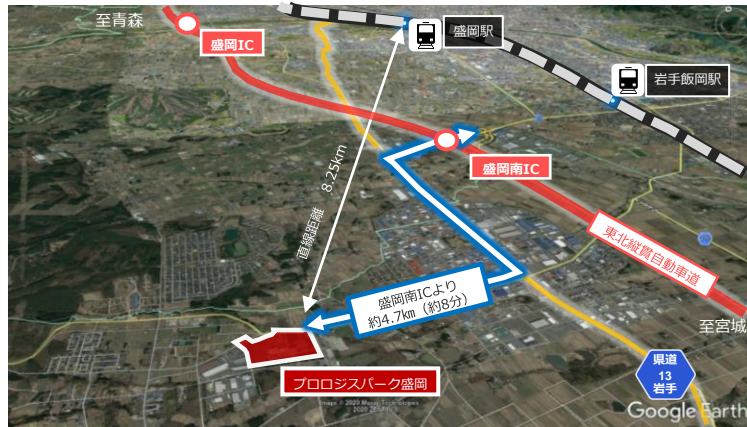 至青森
盛岡IC
盛岡駅
岩手飯岡駅
盛岡南IC
直線距離 8.25km
東北縦貫自動車道
盛岡南ICより
約4.7㎞（約8分）
至宮城
プロロジスパーク盛岡
県道
13
岩手
Google Earth
© 2020 Maxar Technologies